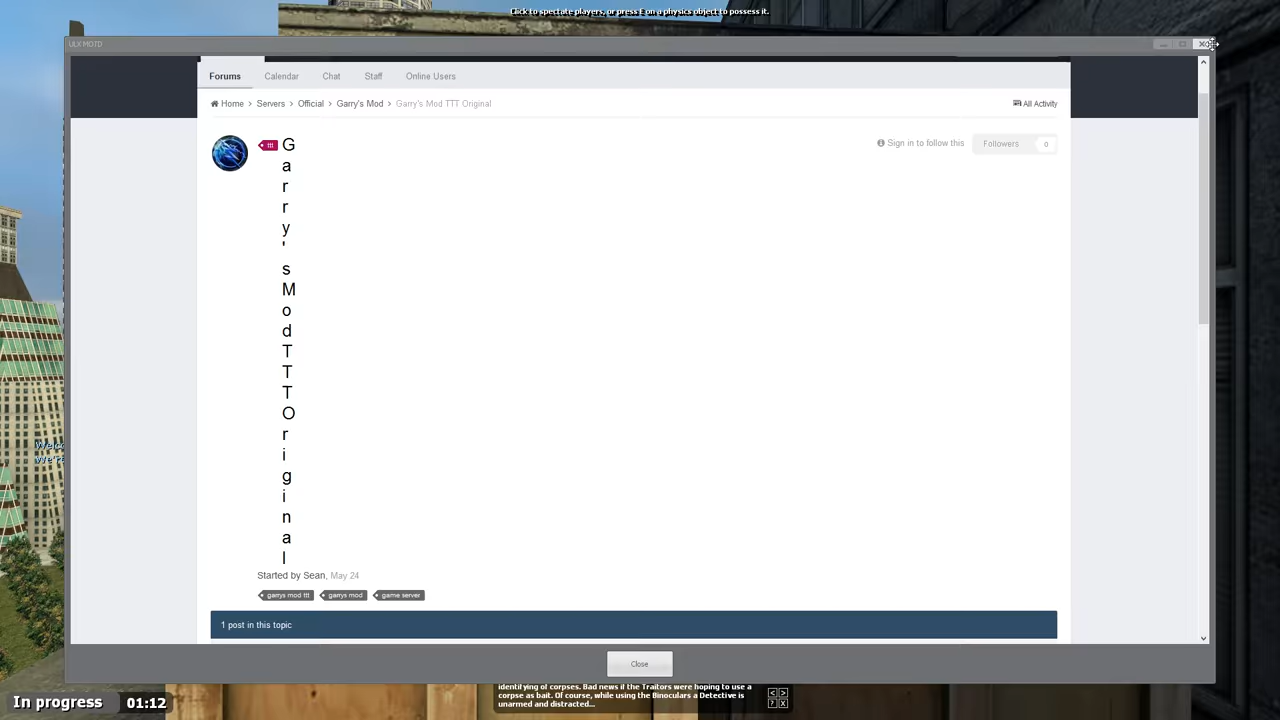 Click to spectate players, or press E on a physics object to possess it.
ULX MOTD
Forums Calendar Chat Staff Online Users
Home > Servers > Official > Garry's Mod > Garry's Mod TTT Original
All Activity
ttt
G
a
r
r
y
'
s
M
o
d
T
T
T
O
r
i
g
i
n
a
l
Sign in to follow this
Followers 0
Started by Sean, May 24
garrys mod ttt garrys mod game server
1 post in this topic
Close
identifying of corpses. Bad news if the Traitors were hoping to use a
corpse as bait. Of course, while using the Binoculars a Detective is
unarmed and distracted...
< >
? X
In progress 01:12